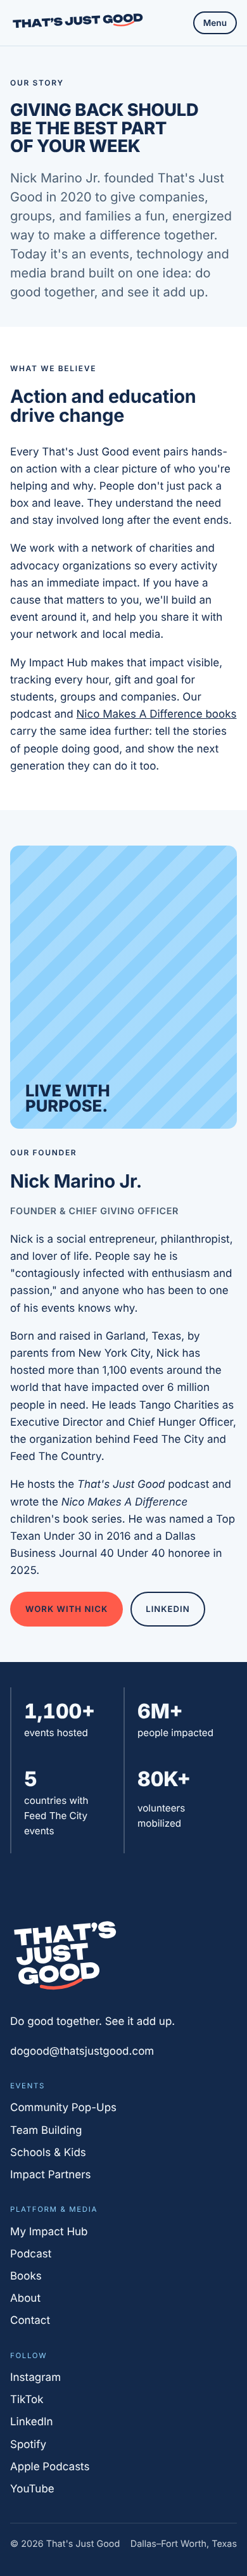 THAT'S JUST GOOD
Menu
OUR STORY
GIVING BACK SHOULD
BE THE BEST PART
OF YOUR WEEK
Nick Marino Jr. founded That's Just
Good in 2020 to give companies,
groups, and families a fun, energized
way to make a difference together.
Today it's an events, technology and
media brand built on one idea: do
good together, and see it add up.
WHAT WE BELIEVE
Action and education
drive change
Every That's Just Good event pairs hands-
on action with a clear picture of who you're
helping and why. People don't just pack a
box and leave. They understand the need
and stay involved long after the event ends.
We work with a network of charities and
advocacy organizations so every activity
has an immediate impact. If you have a
cause that matters to you, we'll build an
event around it, and help you share it with
your network and local media.
My Impact Hub makes that impact visible,
tracking every hour, gift and goal for
students, groups and companies. Our
podcast and Nico Makes A Difference books
carry the same idea further: tell the stories
of people doing good, and show the next
generation they can do it too.
LIVE WITH
PURPOSE.
OUR FOUNDER
Nick Marino Jr.
FOUNDER & CHIEF GIVING OFFICER
Nick is a social entrepreneur, philanthropist,
and lover of life. People say he is
"contagiously infected with enthusiasm and
passion," and anyone who has been to one
of his events knows why.
Born and raised in Garland, Texas, by
parents from New York City, Nick has
hosted more than 1,100 events around the
world that have impacted over 6 million
people in need. He leads Tango Charities as
Executive Director and Chief Hunger Officer,
the organization behind Feed The City and
Feed The Country.
He hosts the That's Just Good podcast and
wrote the Nico Makes A Difference
children's book series. He was named a Top
Texan Under 30 in 2016 and a Dallas
Business Journal 40 Under 40 honoree in
2025.
WORK WITH NICK
LINKEDIN
1,100+
events hosted
6M+
people impacted
5
countries with
Feed The City
events
80K+
volunteers
mobilized
THAT'S
JUST
GOOD
Do good together. See it add up.
dogood@thatsjustgood.com
EVENTS
Community Pop-Ups
Team Building
Schools & Kids
Impact Partners
PLATFORM & MEDIA
My Impact Hub
Podcast
Books
About
Contact
FOLLOW
Instagram
TikTok
LinkedIn
Spotify
Apple Podcasts
YouTube
© 2026 That's Just Good
Dallas–Fort Worth, Texas